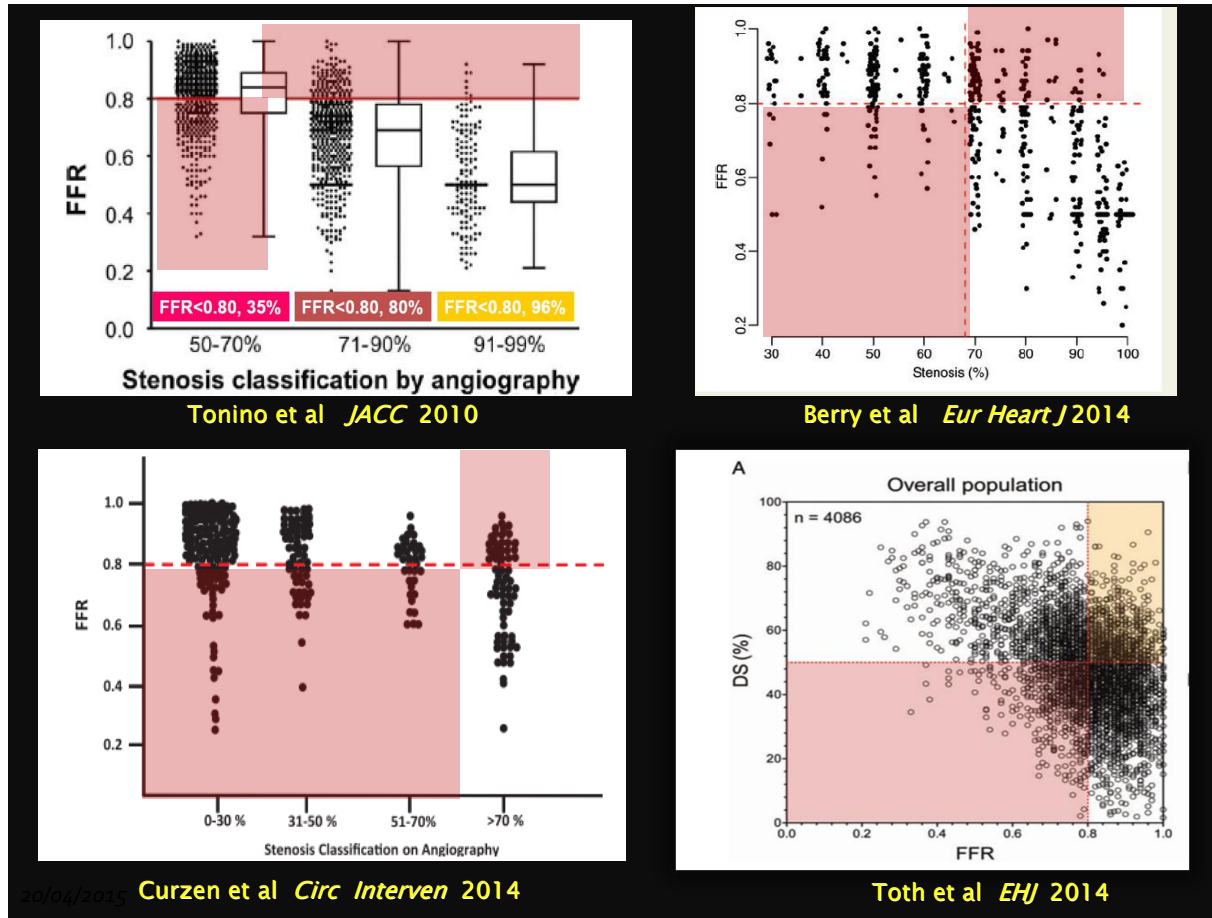 1.0
0.8
0.6
0.4
0.2
0.0
FFR
FFR<0.80, 35%
FFR<0.80, 80%
FFR<0.80, 96%
50-70%
71-90%
91-99%
Stenosis classification by angiography
Tonino et al JACC 2010
1.0
0.8
0.6
0.4
0.2
FFR
30 40 50 60 70 80 90 100
Stenosis (%)
Berry et al Eur Heart J 2014
1.0
0.8
0.6
0.4
0.2
FFR
0-30 % 31-50 % 51-70% >70 %
Stenosis Classification on Angiography
Curzen et al Circ Interven 2014
20/04/2015
A
Overall population
n = 4086
100
80
60
40
20
0
DS (%)
0.0 0.2 0.4 0.6 0.8 1.0
FFR
Toth et al EHJ 2014